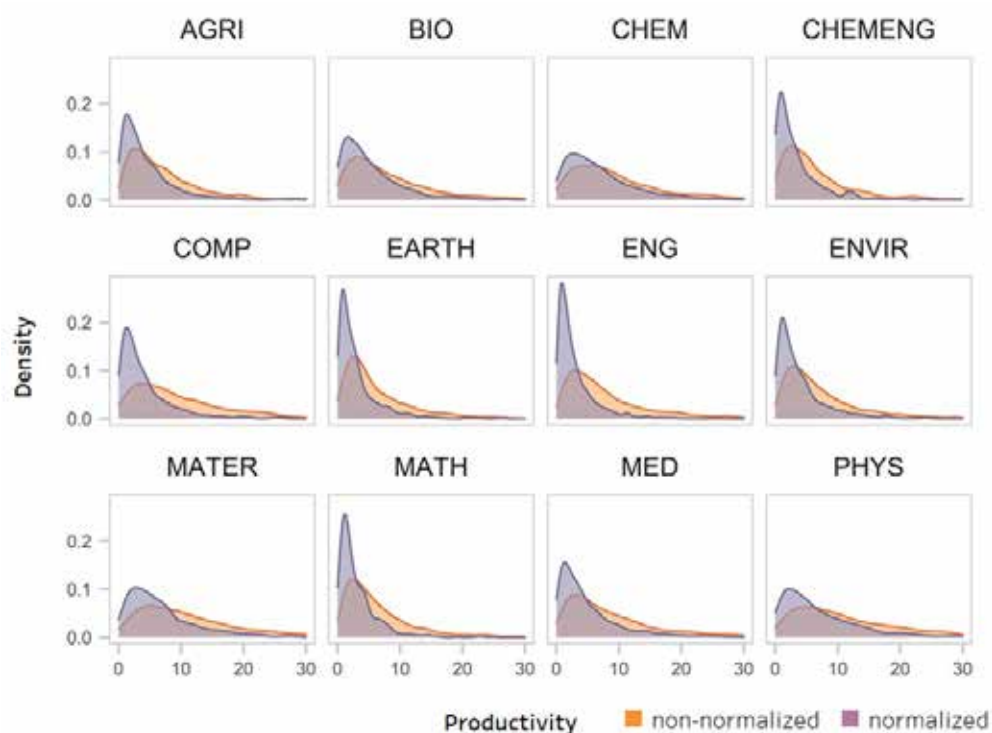 AGRI BIO CHEM CHEMENG
0.2
0.1
0.0
COMP EARTH ENG ENVIR
Density
0.2
0.1
0.0
MATER MATH MED PHYS
0.2
0.1
0.0
0 10 20 30 0 10 20 30 0 10 20 30 0 10 20 30
Productivity non-normalized normalized